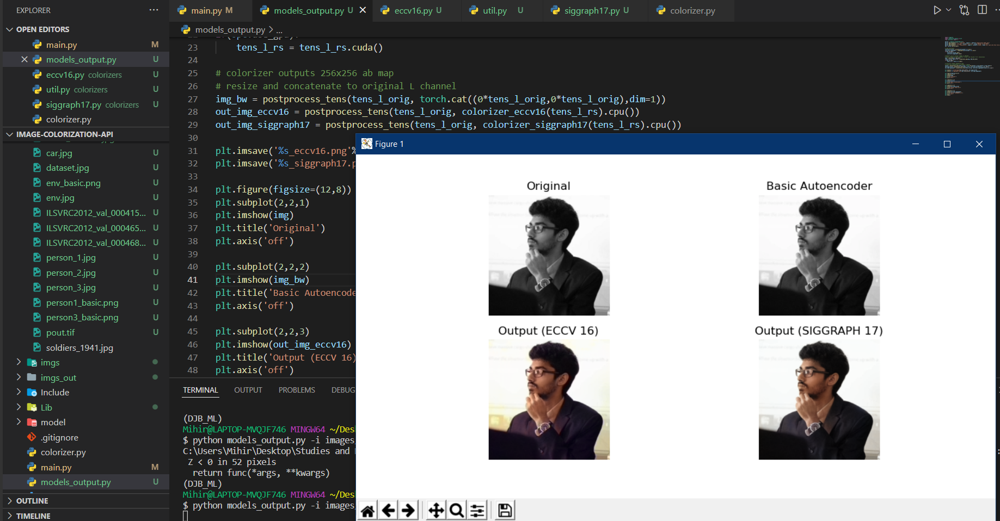 EXPLORER
OPEN EDITORS
main.py M
models_output.py U
eccv16.py colorizers U
util.py colorizers U
siggraph17.py colorizers U
colorizer.py
IMAGE-COLORIZATION-API
car.jpg U
dataset.jpg U
env_basic.png U
env.jpg U
ILSVRC2012_val_000415... U
ILSVRC2012_val_000465... U
ILSVRC2012_val_000468... U
person_1.jpg U
person_2.jpg U
person_3.jpg U
person1_basic.png U
person3_basic.png U
pout.tif U
soldiers_1941.jpg
imgs
imgs_out
Include
Lib
model
.gitignore
colorizer.py
main.py M
models_output.py U
OUTLINE
TIMELINE
main.py M models_output.py U eccv16.py U util.py U siggraph17.py U colorizer.py
models_output.py > ...
23 tens_l_rs = tens_l_rs.cuda()
24
25 # colorizer outputs 256x256 ab map
26 # resize and concatenate to original L channel
27 img_bw = postprocess_tens(tens_l_orig, torch.cat((0*tens_l_orig,0*tens_l_orig),dim=1))
28 out_img_eccv16 = postprocess_tens(tens_l_orig, colorizer_eccv16(tens_l_rs).cpu())
29 out_img_siggraph17 = postprocess_tens(tens_l_orig, colorizer_siggraph17(tens_l_rs).cpu())
30
31 plt.imsave('%s_eccv16.png'%
32 plt.imsave('%s_siggraph17.p
33
34 plt.figure(figsize=(12,8))
35 plt.subplot(2,2,1)
36 plt.imshow(img)
37 plt.title('Original')
38 plt.axis('off')
39
40 plt.subplot(2,2,2)
41 plt.imshow(img_bw)
42 plt.title('Basic Autoencode
43 plt.axis('off')
44
45 plt.subplot(2,2,3)
46 plt.imshow(out_img_eccv16)
47 plt.title('Output (ECCV 16)
48 plt.axis('off')
TERMINAL OUTPUT PROBLEMS DEBUG
(DJB_ML)
Mihir@LAPTOP-MVQJF746 MINGW64 ~/Des
$ python models_output.py -i images
C:\Users\Mihir\Desktop\Studies and
Z < 0 in 52 pixels
return func(*args, **kwargs)
(DJB_ML)
Mihir@LAPTOP-MVQJF746 MINGW64 ~/Des
$ python models_output.py -i images
Figure 1
Original
Basic Autoencoder
Output (ECCV 16)
Output (SIGGRAPH 17)